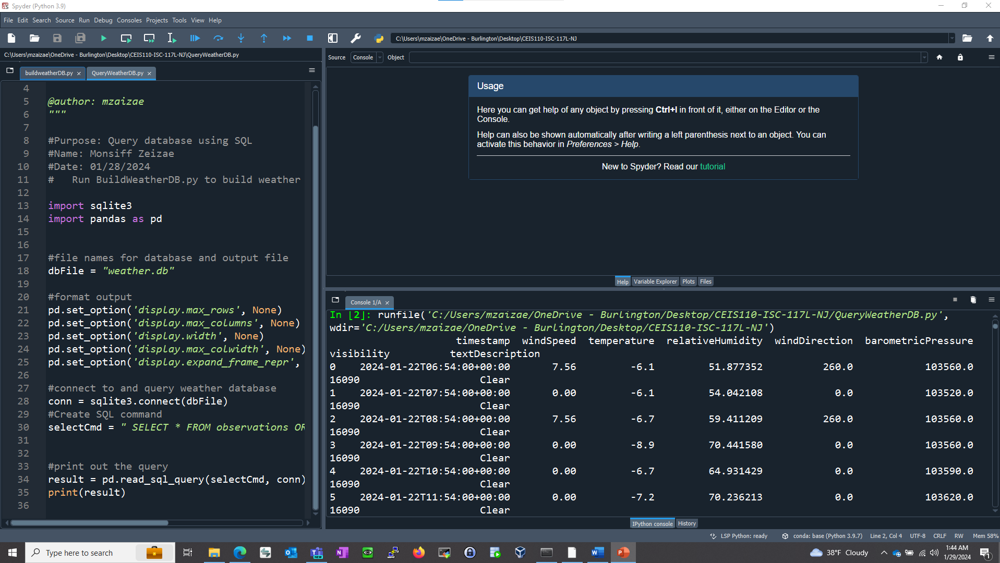 Spyder (Python 3.9)
File Edit Search Source Run Debug Consoles Projects Tools View Help
C:\Users\mzaizae\OneDrive - Burlington\Desktop\CEIS110-ISC-117L-NJ
C:\Users\mzaizae\OneDrive - Burlington\Desktop\CEIS110-ISC-117L-NJ\QueryWeatherDB.py
buildweatherDB.py QueryWeatherDB.py
4
5 @author: mzaizae
6 """
7
8 #Purpose: Query database using SQL
9 #Name: Monsiff Zeizae
10 #Date: 01/28/2024
11 #   Run BuildWeatherDB.py to build weather
12
13 import sqlite3
14 import pandas as pd
15
16
17 #file names for database and output file
18 dbFile = "weather.db"
19
20 #format output
21 pd.set_option('display.max_rows', None)
22 pd.set_option('display.max_columns', None)
23 pd.set_option('display.width', None)
24 pd.set_option('display.max_colwidth', None)
25 pd.set_option('display.expand_frame_repr',
26
27 #connect to and query weather database
28 conn = sqlite3.connect(dbFile)
29 #Create SQL command
30 selectCmd = " SELECT * FROM observations OR
31
32
33 #print out the query
34 result = pd.read_sql_query(selectCmd, conn)
35 print(result)
36
Source Console Object
Usage
Here you can get help of any object by pressing Ctrl+I in front of it, either on the Editor or the
Console.
Help can also be shown automatically after writing a left parenthesis next to an object. You can
activate this behavior in Preferences > Help.
New to Spyder? Read our tutorial
Help Variable Explorer Plots Files
Console 1/A
In [2]: runfile('C:/Users/mzaizae/OneDrive - Burlington/Desktop/CEIS110-ISC-117L-NJ/QueryWeatherDB.py',
wdir='C:/Users/mzaizae/OneDrive - Burlington/Desktop/CEIS110-ISC-117L-NJ')
timestamp windSpeed temperature relativeHumidity windDirection barometricPressure
visibility textDescription
0 2024-01-22T06:54:00+00:00 7.56 -6.1 51.877352 260.0 103560.0
16090 Clear
1 2024-01-22T07:54:00+00:00 0.00 -6.1 54.042108 0.0 103520.0
16090 Clear
2 2024-01-22T08:54:00+00:00 7.56 -6.7 59.411209 260.0 103560.0
16090 Clear
3 2024-01-22T09:54:00+00:00 0.00 -8.9 70.441580 0.0 103560.0
16090 Clear
4 2024-01-22T10:54:00+00:00 0.00 -6.7 64.931429 0.0 103590.0
16090 Clear
5 2024-01-22T11:54:00+00:00 0.00 -7.2 70.236213 0.0 103620.0
16090 Clear
IPython console History
LSP Python: ready conda: base (Python 3.9.7) Line 2, Col 4 UTF-8 CRLF RW Mem 58%
Type here to search
38°F Cloudy
1:44 AM
1/29/2024